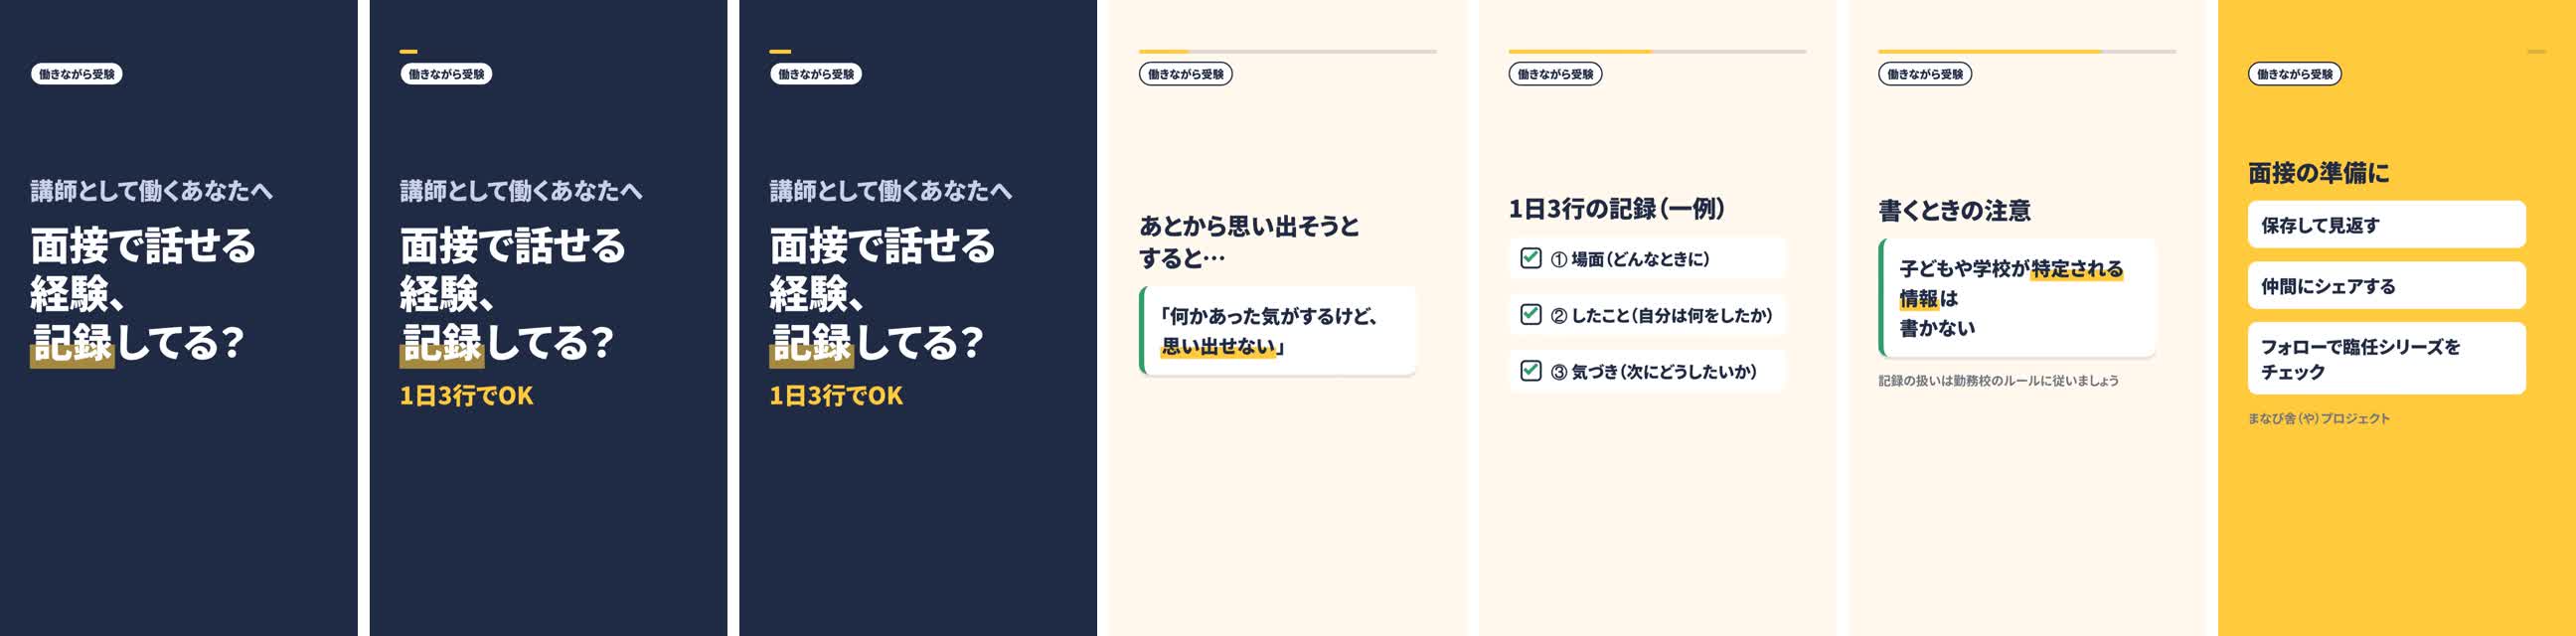 働きながら受験
講師として働くあなたへ
面接で話せる
経験、
記録してる？
働きながら受験
講師として働くあなたへ
面接で話せる
経験、
記録してる？
1日3行でOK
働きながら受験
講師として働くあなたへ
面接で話せる
経験、
記録してる？
1日3行でOK
働きながら受験
あとから思い出そうと
すると…
「何かあった気がするけど、
思い出せない」
働きながら受験
1日3行の記録（一例）
① 場面（どんなときに）
② したこと（自分は何をしたか）
③ 気づき（次にどうしたいか）
働きながら受験
書くときの注意
子どもや学校が特定される
情報は
書かない
記録の扱いは勤務校のルールに従いましょう
働きながら受験
面接の準備に
保存して見返す
仲間にシェアする
フォローで臨任シリーズを
チェック
まなび舎（や）プロジェクト